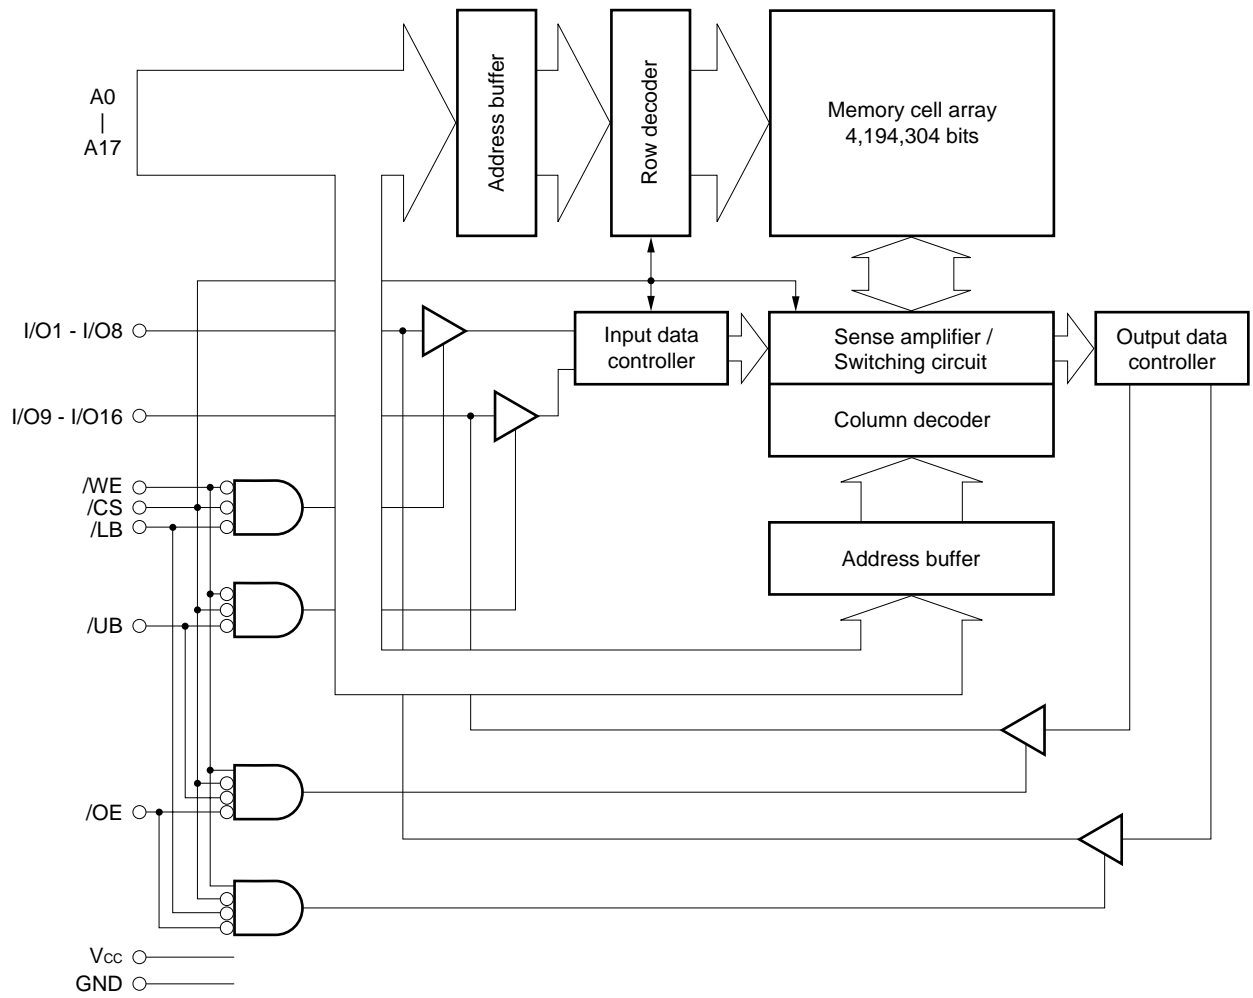 A0
|
A17
Address buffer
Row decoder
Memory cell array
4,194,304 bits
I/O1 - I/O8
Input data
controller
Sense amplifier /
Switching circuit
Output data
controller
I/O9 - I/O16
Column decoder
/WE
/CS
/LB
Address buffer
/UB
/OE
Vcc
GND